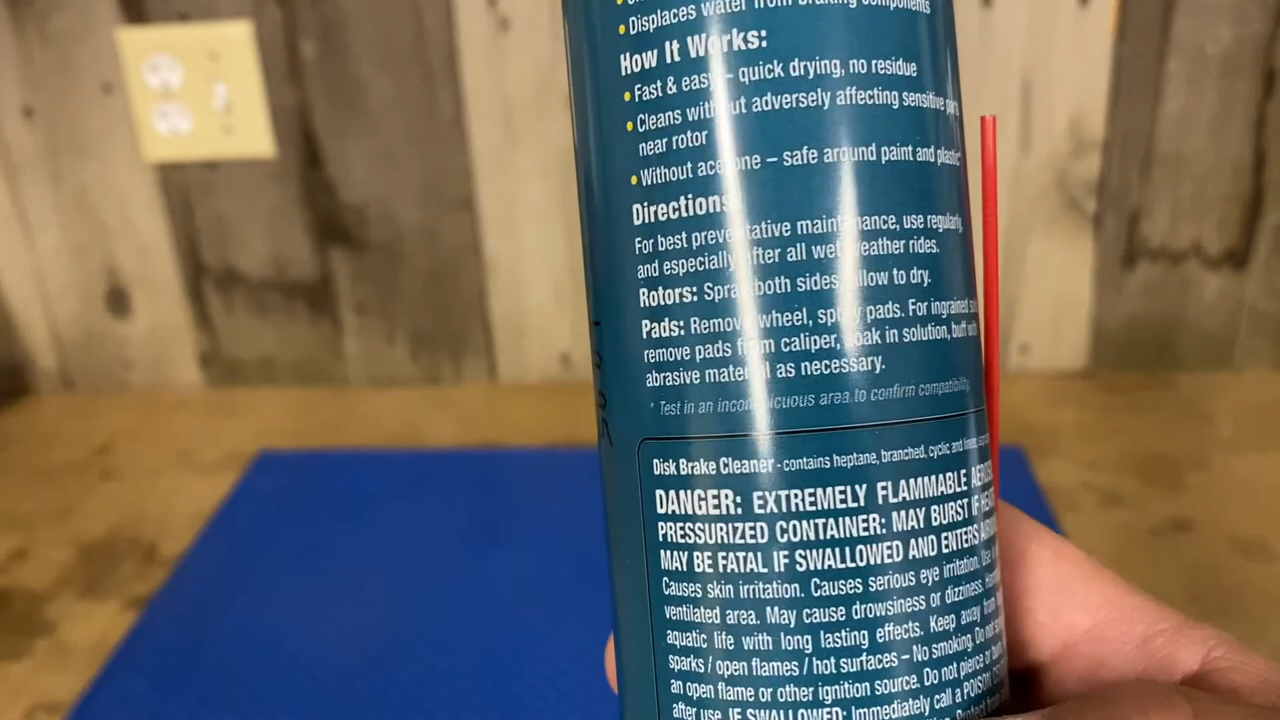 • Displaces water from braking components
How It Works:
• Fast & easy – quick drying, no residue
• Cleans without adversely affecting sensitive parts
near rotor
• Without acetone – safe around paint and plastic*
Directions:
For best preventative maintenance, use regularly,
and especially after all wet weather rides.
Rotors: Spray both sides, allow to dry.
Pads: Remove wheel, spray pads. For ingrained
remove pads from caliper, soak in solution, buff with
abrasive material as necessary.
* Test in an inconspicuous area to confirm compatibility.
Disk Brake Cleaner - contains heptane, branched, cyclic and linear,
DANGER: EXTREMELY FLAMMABLE AEROSOL
PRESSURIZED CONTAINER: MAY BURST IF HEATED
MAY BE FATAL IF SWALLOWED AND ENTERS AIRWAYS
Causes skin irritation. Causes serious eye irritation. Use
ventilated area. May cause drowsiness or dizziness.
aquatic life with long lasting effects. Keep away from
sparks / open flames / hot surfaces – No smoking. Do not
an open flame or other ignition source. Do not pierce or burn,
after use. IF SWALLOWED: Immediately call a POISON